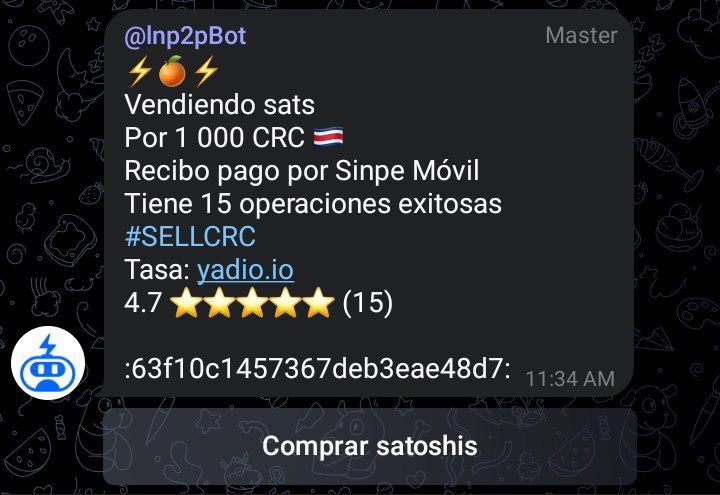 @lnp2pBot Master
⚡🍊⚡
Vendiendo sats
Por 1 000 CRC 🇨🇷
Recibo pago por Sinpe Móvil
Tiene 15 operaciones exitosas
#SELLCRC
Tasa: yadio.io
4.7 ⭐⭐⭐⭐⭐ (15)
:63f10c1457367deb3eae48d7: 11:34 AM
Comprar satoshis